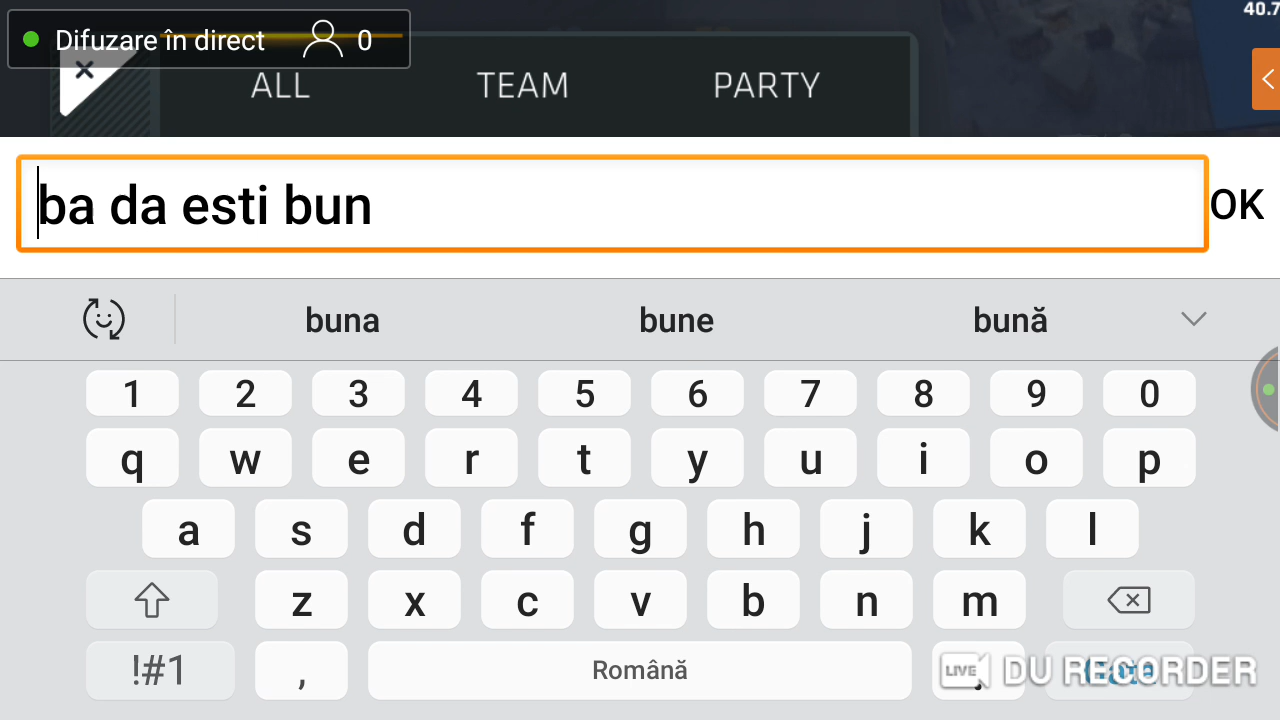 Difuzare în direct 0
40.7
ALL TEAM PARTY
ba da esti bun OK
buna bune bună
1 2 3 4 5 6 7 8 9 0
q w e r t y u i o p
a s d f g h j k l
z x c v b n m
!#1 , Română .
LIVE DU RECORDER